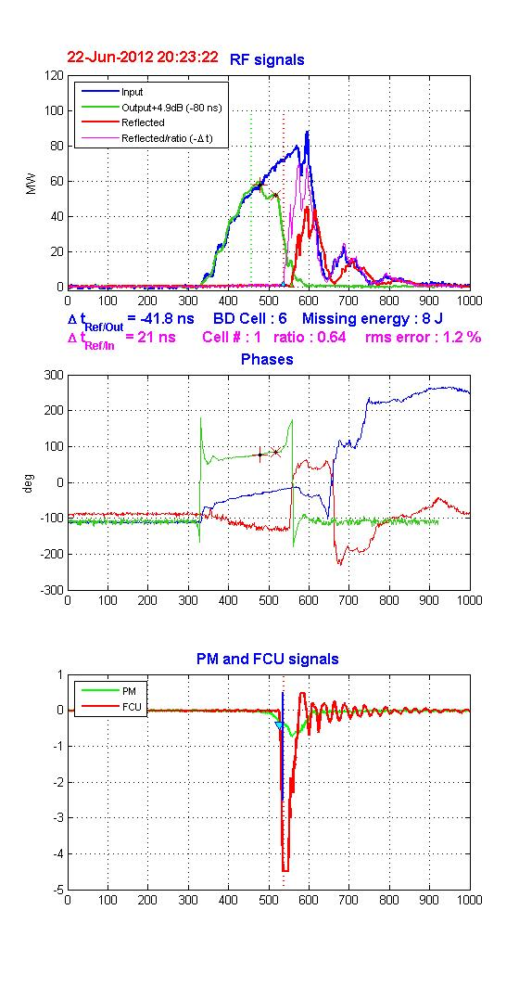 22-Jun-2012 20:23:22 RF signals
120
100
80
60
40
20
0
MW
Input
Output+4.9dB (-80 ns)
Reflected
Reflected/ratio (-Δ t)
0 100 200 300 400 500 600 700 800 900 1000
Δ t Ref/Out = -41.8 ns BD Cell : 6 Missing energy : 8 J
Δ t Ref/In = 21 ns Cell # : 1 ratio : 0.64 rms error : 1.2 %
Phases
300
200
100
0
-100
-200
-300
deg
0 100 200 300 400 500 600 700 800 900 1000
PM and FCU signals
1
0
-1
-2
-3
-4
-5
PM
FCU
0 100 200 300 400 500 600 700 800 900 1000